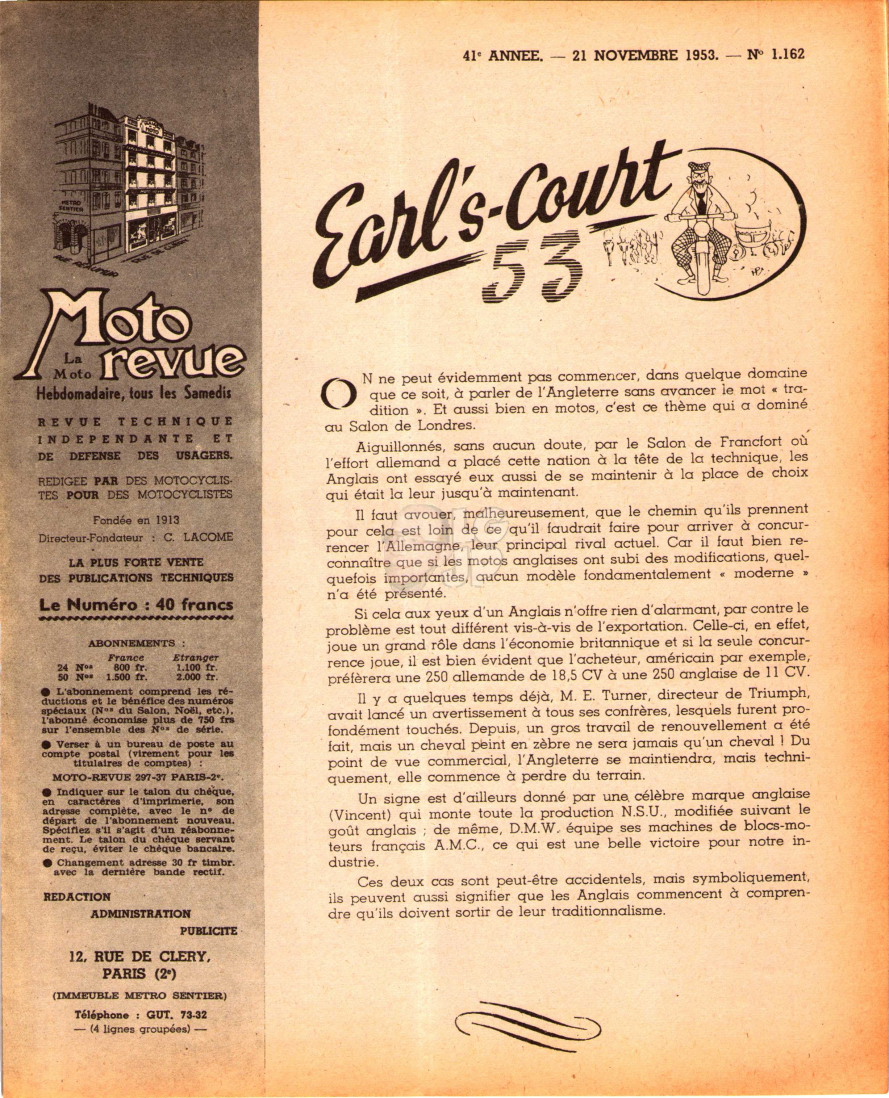 41e ANNEE. — 21 NOVEMBRE 1953. — No 1.162
METRO
SENTIER
RUE REAUMUR
RUE DE CLERY
Moto
La
Moto revue
Hebdomadaire, tous les Samedis
REVUE TECHNIQUE
INDEPENDANTE ET
DE DEFENSE DES USAGERS.
REDIGEE PAR DES MOTOCYCLIS-
TES POUR DES MOTOCYCLISTES
Fondée en 1913
Directeur-Fondateur : C. LACOME
LA PLUS FORTE VENTE
DES PUBLICATIONS TECHNIQUES
Le Numéro : 40 francs
ABONNEMENTS :
France Etranger
24 Nos 800 fr. 1.100 fr.
50 Nos 1.500 fr. 2.000 fr.
● L'abonnement comprend les ré-
ductions et le bénéfice des numéros
spéciaux (Nos du Salon, Noël, etc.),
l'abonné économise plus de 750 frs
sur l'ensemble des Nos de série.
● Verser à un bureau de poste au
compte postal (virement pour les
titulaires de comptes) :
MOTO-REVUE 297-37 PARIS-2e.
● Indiquer sur le talon du chèque,
en caractères d'imprimerie, son
adresse complète, avec le no de
départ de l'abonnement nouveau.
Spécifiez s'il s'agit d'un réabonne-
ment. Le talon du chèque servant
de reçu, éviter le chèque bancaire.
● Changement adresse 30 fr timbr.
avec la dernière bande rectif.
REDACTION
ADMINISTRATION
PUBLICITE
12, RUE DE CLERY,
PARIS (2e)
(IMMEUBLE METRO SENTIER)
Téléphone : GUT. 73-32
— (4 lignes groupées) —
Earl's-Court
53
ON ne peut évidemment pas commencer, dans quelque domaine
que ce soit, à parler de l'Angleterre sans avancer le mot « tra-
dition ». Et aussi bien en motos, c'est ce thème qui a dominé
au Salon de Londres.
Aiguillonnés, sans aucun doute, par le Salon de Francfort où
l'effort allemand a placé cette nation à la tête de la technique, les
Anglais ont essayé eux aussi de se maintenir à la place de choix
qui était la leur jusqu'à maintenant.
Il faut avouer, malheureusement, que le chemin qu'ils prennent
pour cela est loin de ce qu'il faudrait faire pour arriver à concur-
rencer l'Allemagne, leur principal rival actuel. Car il faut bien re-
connaître que si les motos anglaises ont subi des modifications, quel-
quefois importantes, aucun modèle fondamentalement « moderne »
n'a été présenté.
Si cela aux yeux d'un Anglais n'offre rien d'alarmant, par contre le
problème est tout différent vis-à-vis de l'exportation. Celle-ci, en effet,
joue un grand rôle dans l'économie britannique et si la seule concur-
rence joue, il est bien évident que l'acheteur, américain par exemple,
préférera une 250 allemande de 18,5 CV à une 250 anglaise de 11 CV.
Il y a quelques temps déjà, M. E. Turner, directeur de Triumph,
avait lancé un avertissement à tous ses confrères, lesquels furent pro-
fondément touchés. Depuis, un gros travail de renouvellement a été
fait, mais un cheval peint en zèbre ne sera jamais qu'un cheval ! Du
point de vue commercial, l'Angleterre se maintiendra, mais techni-
quement, elle commence à perdre du terrain.
Un signe est d'ailleurs donné par une célèbre marque anglaise
(Vincent) qui monte toute la production N.S.U., modifiée suivant le
goût anglais ; de même, D.M.W. équipe ses machines de blocs-mo-
teurs français A.M.C., ce qui est une belle victoire pour notre in-
dustrie.
Ces deux cas sont peut-être accidentels, mais symboliquement,
ils peuvent aussi signifier que les Anglais commencent à compren-
dre qu'ils doivent sortir de leur traditionnalisme.